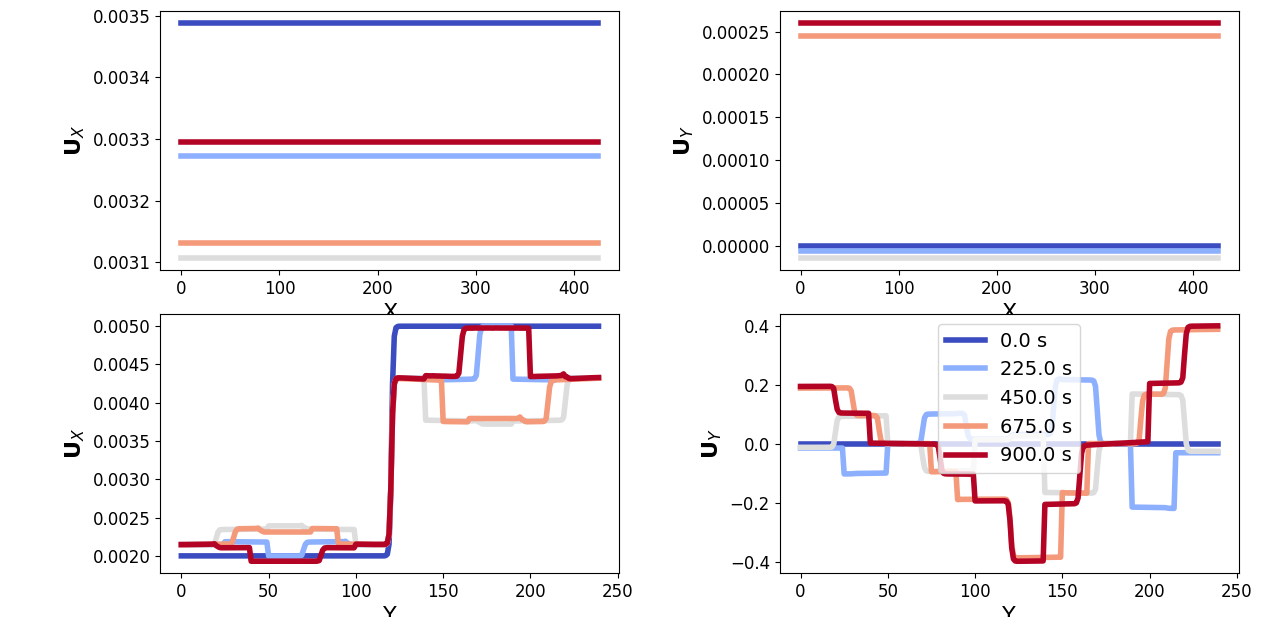 0.0035
0.0034
0.0033
0.0032
0.0031
U_X
0 100 200 300 400
X
0.00025
0.00020
0.00015
0.00010
0.00005
0.00000
U_Y
0 100 200 300 400
X
0.0050
0.0045
0.0040
0.0035
0.0030
0.0025
0.0020
U_X
0 50 100 150 200 250
Y
0.4
0.2
0.0
−0.2
−0.4
U_Y
0.0 s
225.0 s
450.0 s
675.0 s
900.0 s
0 50 100 150 200 250
Y